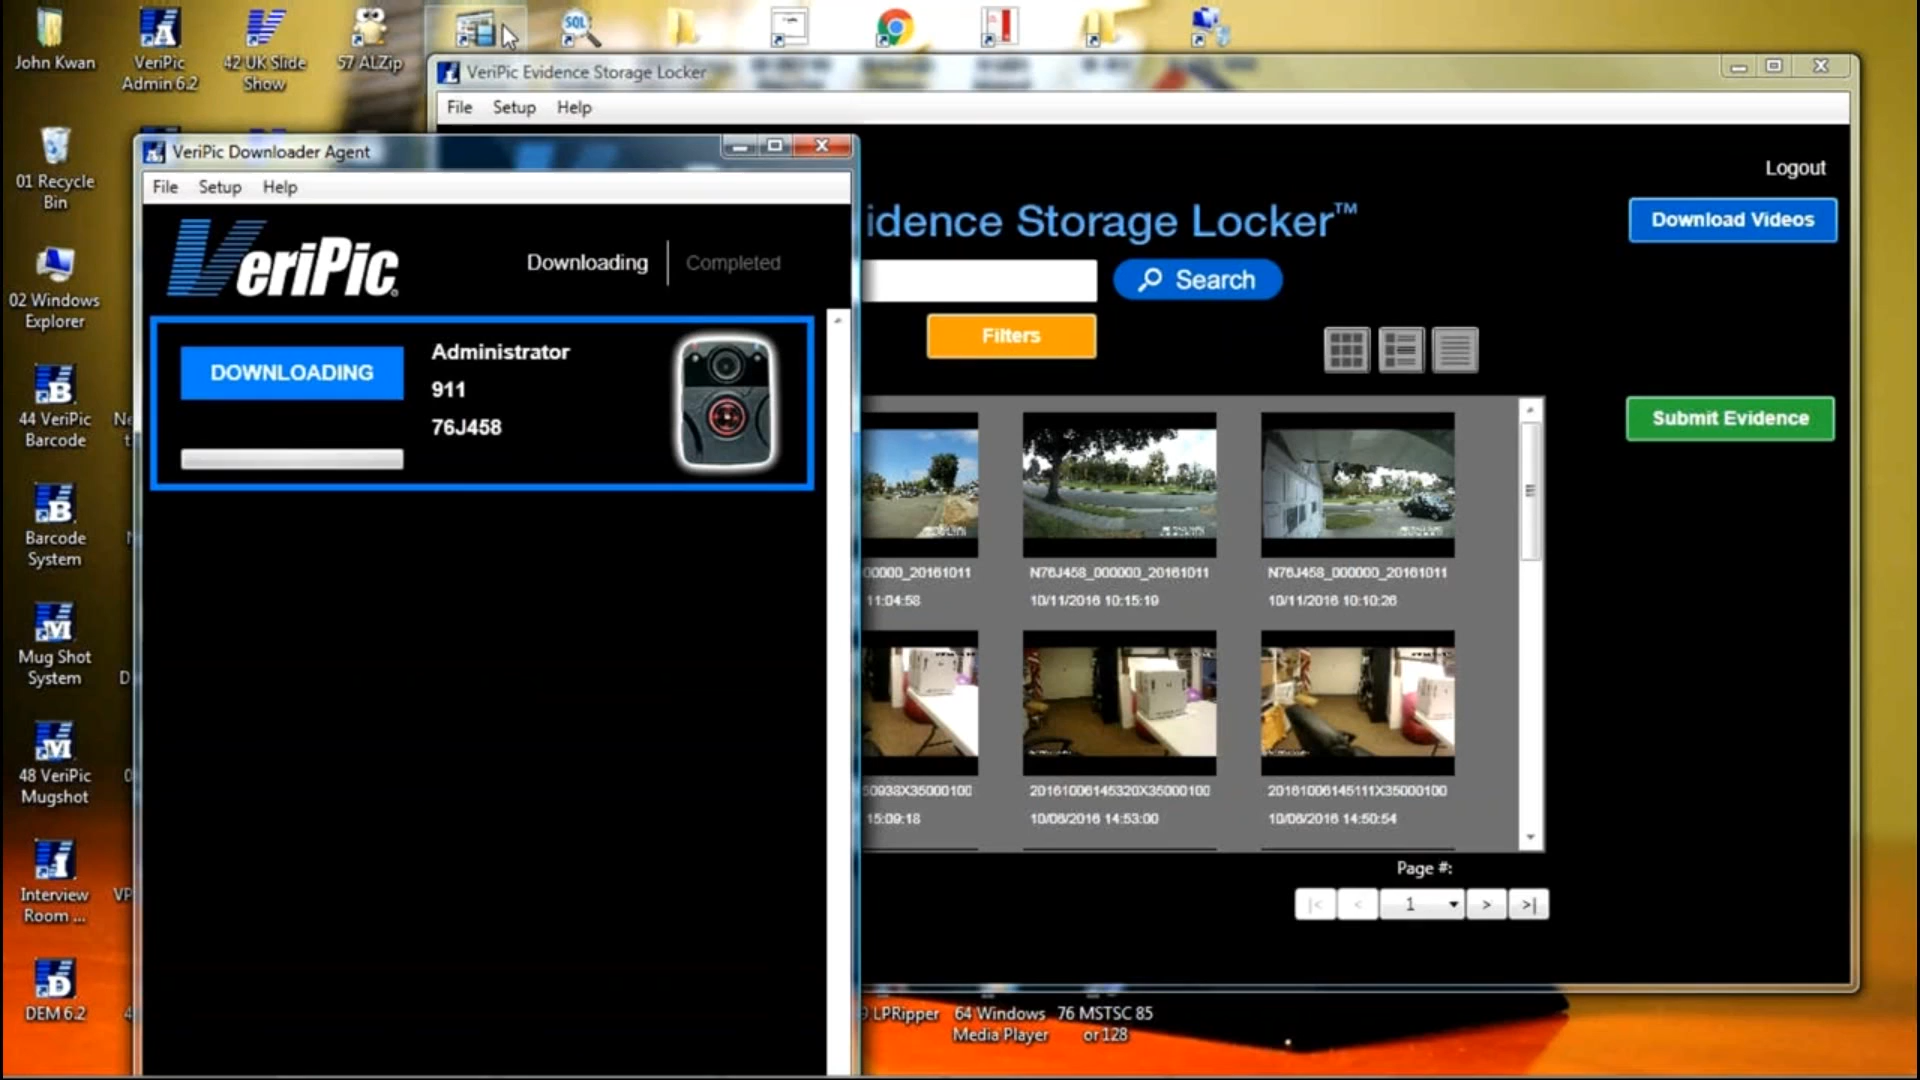 John Kwan
VeriPic
Admin 6.2
42 UK Slide
Show
57 ALZip
SQL
01 Recycle
Bin
02 Windows
Explorer
44 VeriPic
Barcode
Barcode
System
Mug Shot
System
48 VeriPic
Mugshot
Interview
Room ...
DEM 6.2
VeriPic Evidence Storage Locker
File Setup Help
Logout
idence Storage Locker™
Download Videos
Search
Filters
Submit Evidence
VeriPic Downloader Agent
File Setup Help
VeriPic®
Downloading
Completed
DOWNLOADING
Administrator
911
76J458
00000_20161011
11:04:58
N76J458_000000_20161011
10/11/2016 10:15:19
N76J458_000000_20161011
10/11/2016 10:10:26
50938X35000100
15:09:18
20161006145320X35000100
10/06/2016 14:53:00
20161006145111X35000100
10/06/2016 14:50:54
Page #:
|< < 1 > >|
LPRipper
64 Windows
Media Player
76 MSTSC 85
or 128